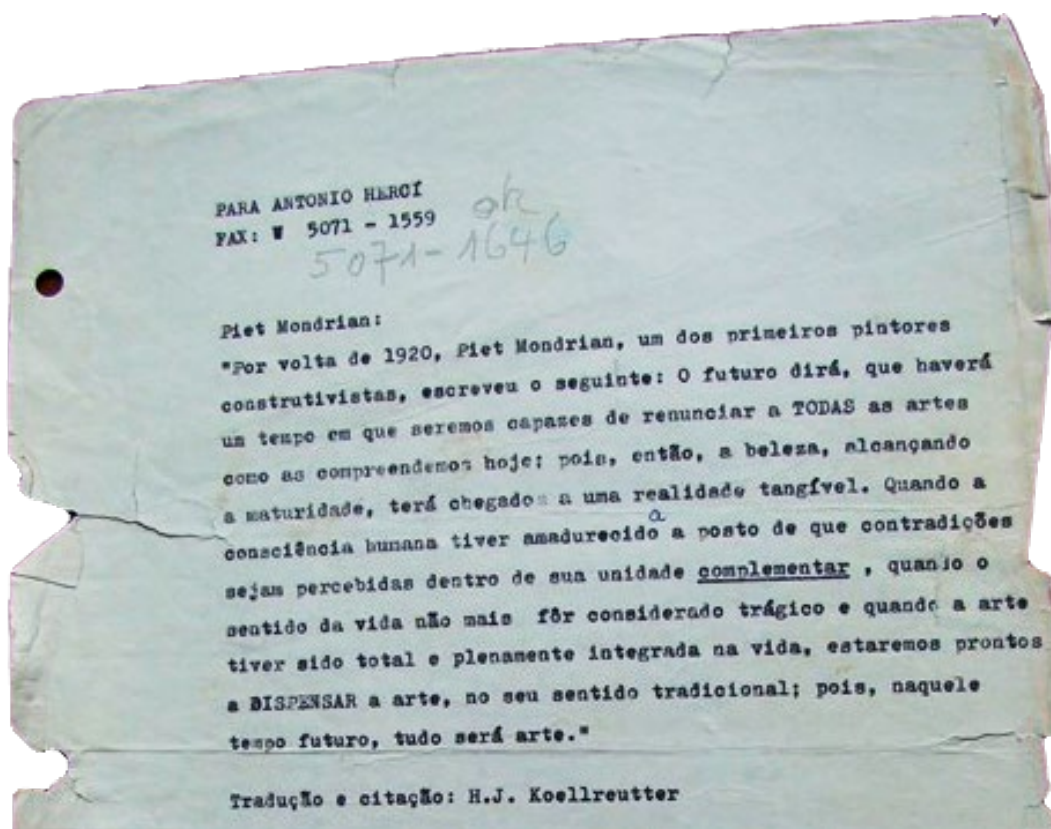 PARA ANTONIO HERCÍ
ok
FAX: 5071 - 1559
5071-1646
Piet Mondrian:
"Por volta de 1920, Piet Mondrian, um dos primeiros pintores
construtivistas, escreveu o seguinte: O futuro dirá, que haverá
um tempo em que seremos capazes de renunciar a TODAS as artes
como as compreendemos hoje; pois, então, a beleza, alcançando
a maturidade, terá chegado a uma realidade tangível. Quando a
consciência humana tiver amadurecido a posto de que contradições
a
sejam percebidas dentro de sua unidade complementar , quando o
sentido da vida não mais fôr considerado trágico e quando a arte
tiver sido total e plenamente integrada na vida, estaremos prontos
a DISPENSAR a arte, no seu sentido tradicional; pois, naquele
tempo futuro, tudo será arte."
Tradução e citação: H.J. Koellreutter